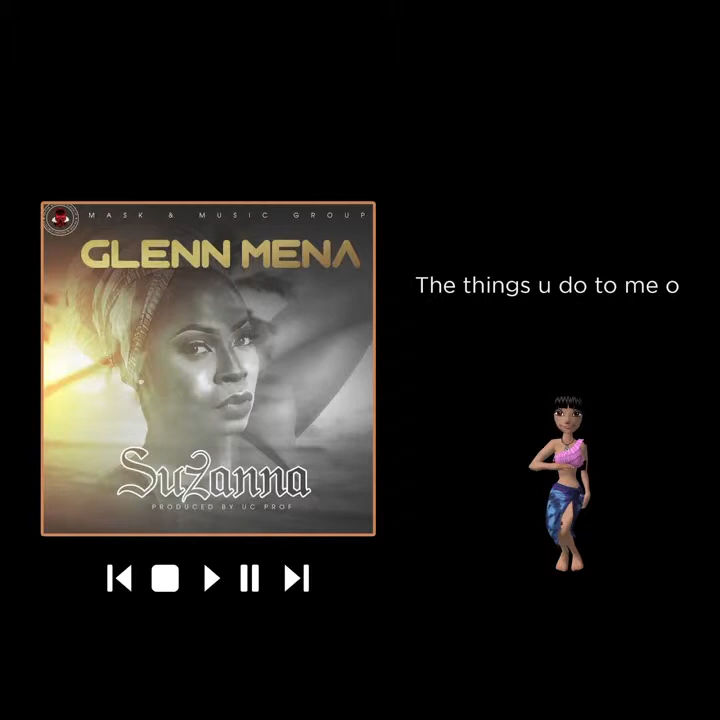 MASK & MUSIC GROUP
GLENN MENA
SuZanna
PRODUCED BY UC PROF
The things u do to me o